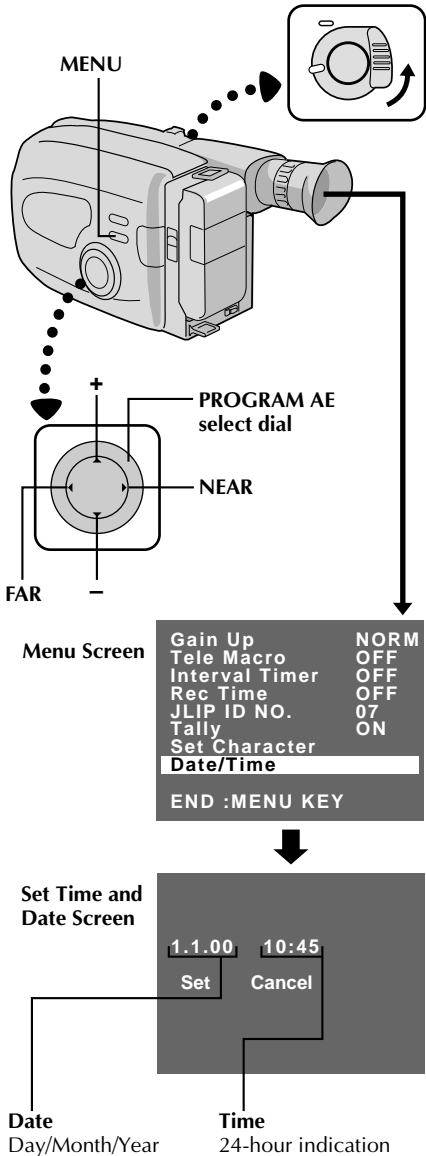 MENU
+
PROGRAM AE
select dial
NEAR
FAR
–
Menu Screen
Gain Up NORM
Tele Macro OFF
Interval Timer OFF
Rec Time OFF
JLIP ID NO. 07
Tally ON
Set Character
Date/Time
END :MENU KEY
Set Time and
Date Screen
1.1.00 10:45
Set Cancel
Date Time
Day/Month/Year 24-hour indication